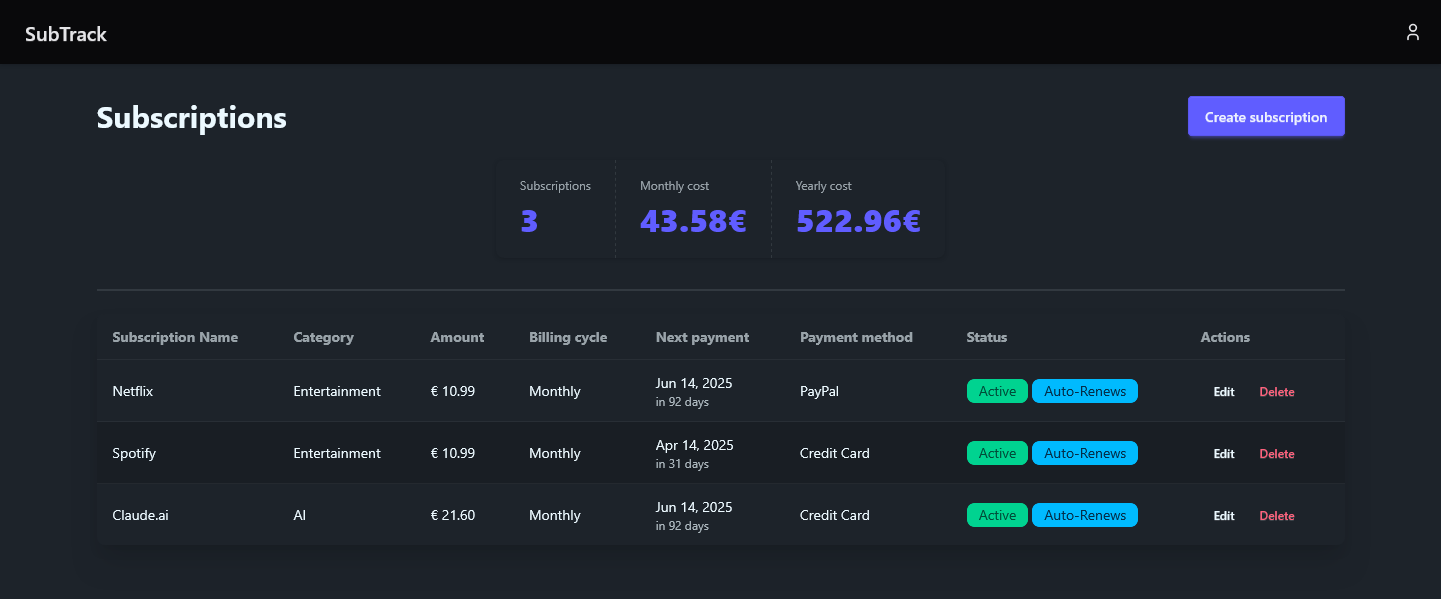 SubTrack
Subscriptions
Create subscription
Subscriptions Monthly cost Yearly cost
3 43.58€ 522.96€
Subscription Name Category Amount Billing cycle Next payment Payment method Status Actions
Netflix Entertainment € 10.99 Monthly Jun 14, 2025 PayPal Active Auto-Renews Edit Delete
in 92 days
Spotify Entertainment € 10.99 Monthly Apr 14, 2025 Credit Card Active Auto-Renews Edit Delete
in 31 days
Claude.ai AI € 21.60 Monthly Jun 14, 2025 Credit Card Active Auto-Renews Edit Delete
in 92 days